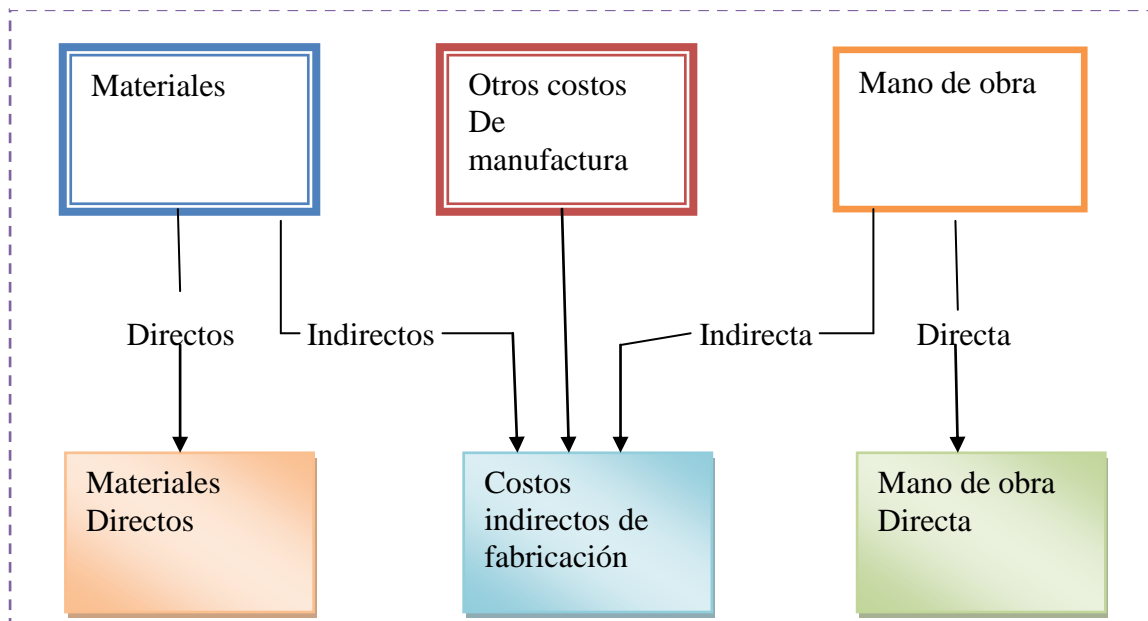 Materiales
Otros costos
De
manufactura
Mano de obra
Directos
Indirectos
Indirecta
Directa
Materiales
Directos
Costos
indirectos de
fabricación
Mano de obra
Directa